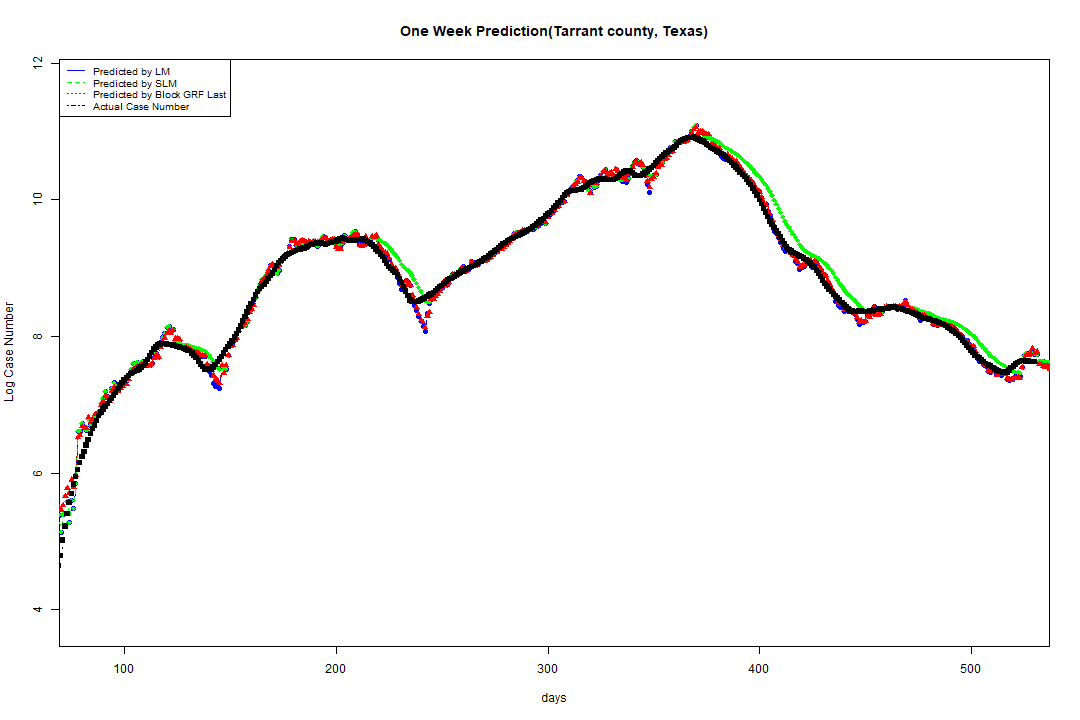 One Week Prediction(Tarrant county, Texas)
Predicted by LM
Predicted by SLM
Predicted by Block GRF Last
Actual Case Number
Log Case Number
12
10
8
6
4
100 200 300 400 500
days